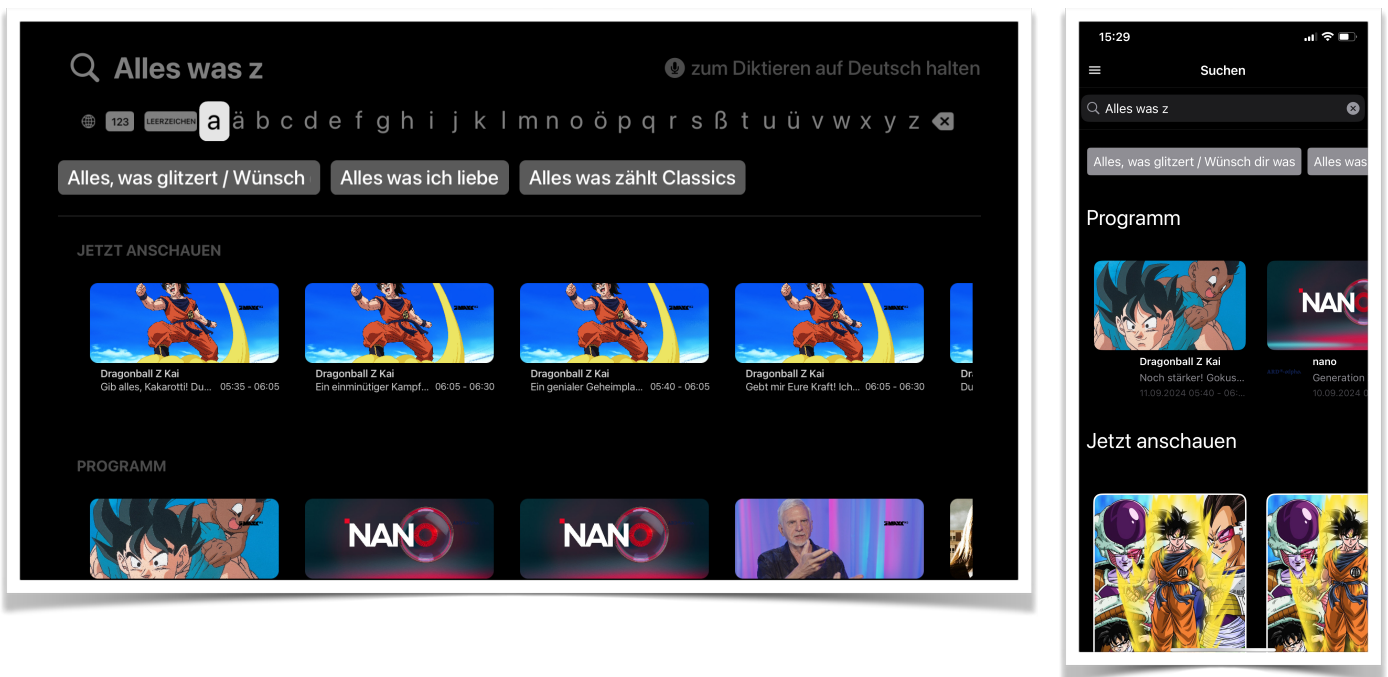 Alles was z
zum Diktieren auf Deutsch halten
123 LEERZEICHEN a ä b c d e f g h i j k l m n o ö p q r s ß t u ü v w x y z
Alles, was glitzert / Wünsch
Alles was ich liebe
Alles was zählt Classics
JETZT ANSCHAUEN
Dragonball Z Kai
Gib alles, Kakarotti! Du... 05:35 - 06:05
Dragonball Z Kai
Ein einminütiger Kampf... 06:05 - 06:30
Dragonball Z Kai
Ein genialer Geheimpla... 05:40 - 06:05
Dragonball Z Kai
Gebt mir Eure Kraft! Ich... 06:05 - 06:30
Dr
Du
PROGRAMM
NANO
NANO
15:29
Suchen
Alles was z
Alles, was glitzert / Wünsch dir was
Alles was
Programm
NANO
Dragonball Z Kai
Noch stärker! Gokus...
11.09.2024 05:40 - 06:...
nano
Generation
10.09.2024 0
Jetzt anschauen